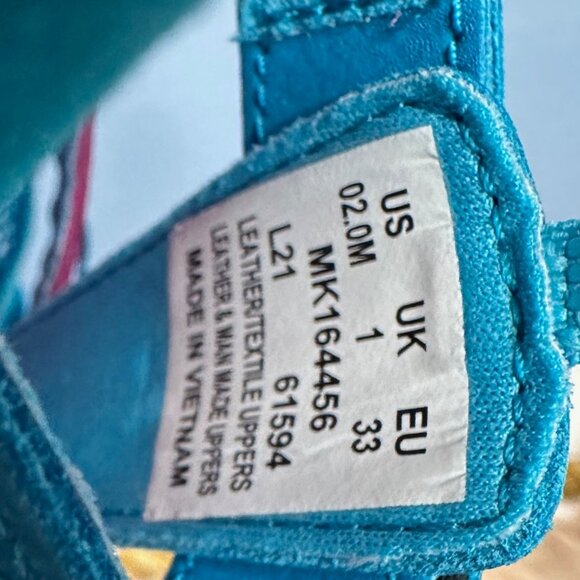 US UK EU
02.0M 1 33
MK164456
L21 61594
LEATHER/TEXTILE UPPERS
LEATHER & MAN MADE UPPERS
MADE IN VIETNAM